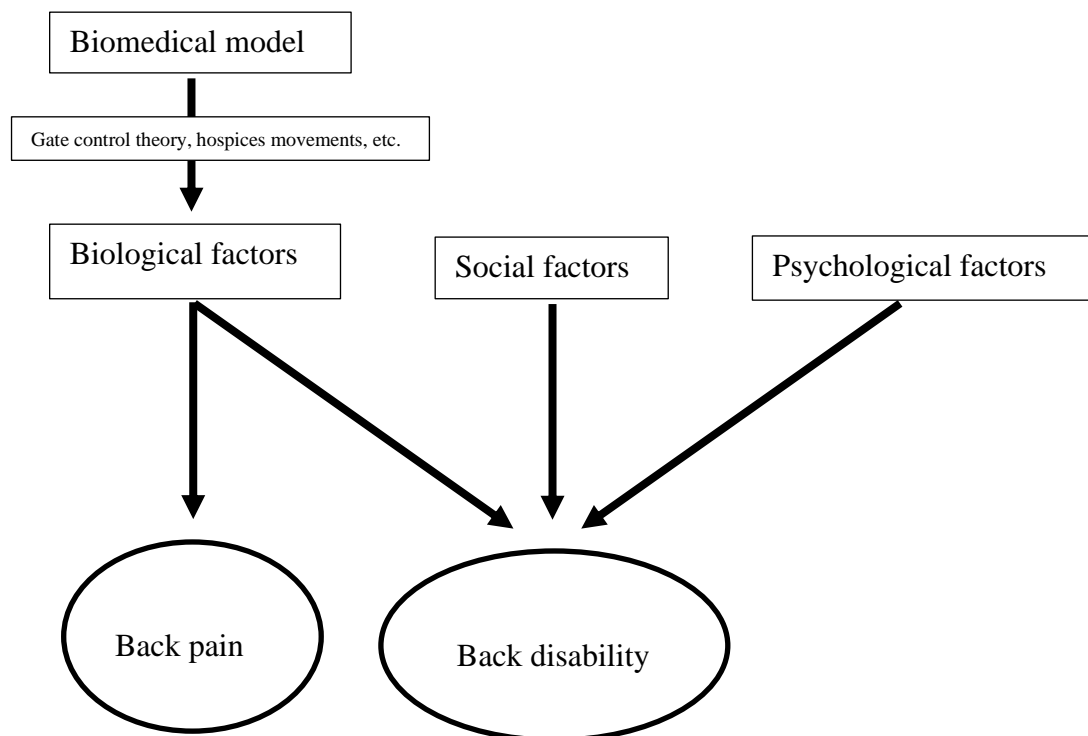 Biomedical model
Gate control theory, hospices movements, etc.
Biological factors
Social factors
Psychological factors
Back pain
Back disability